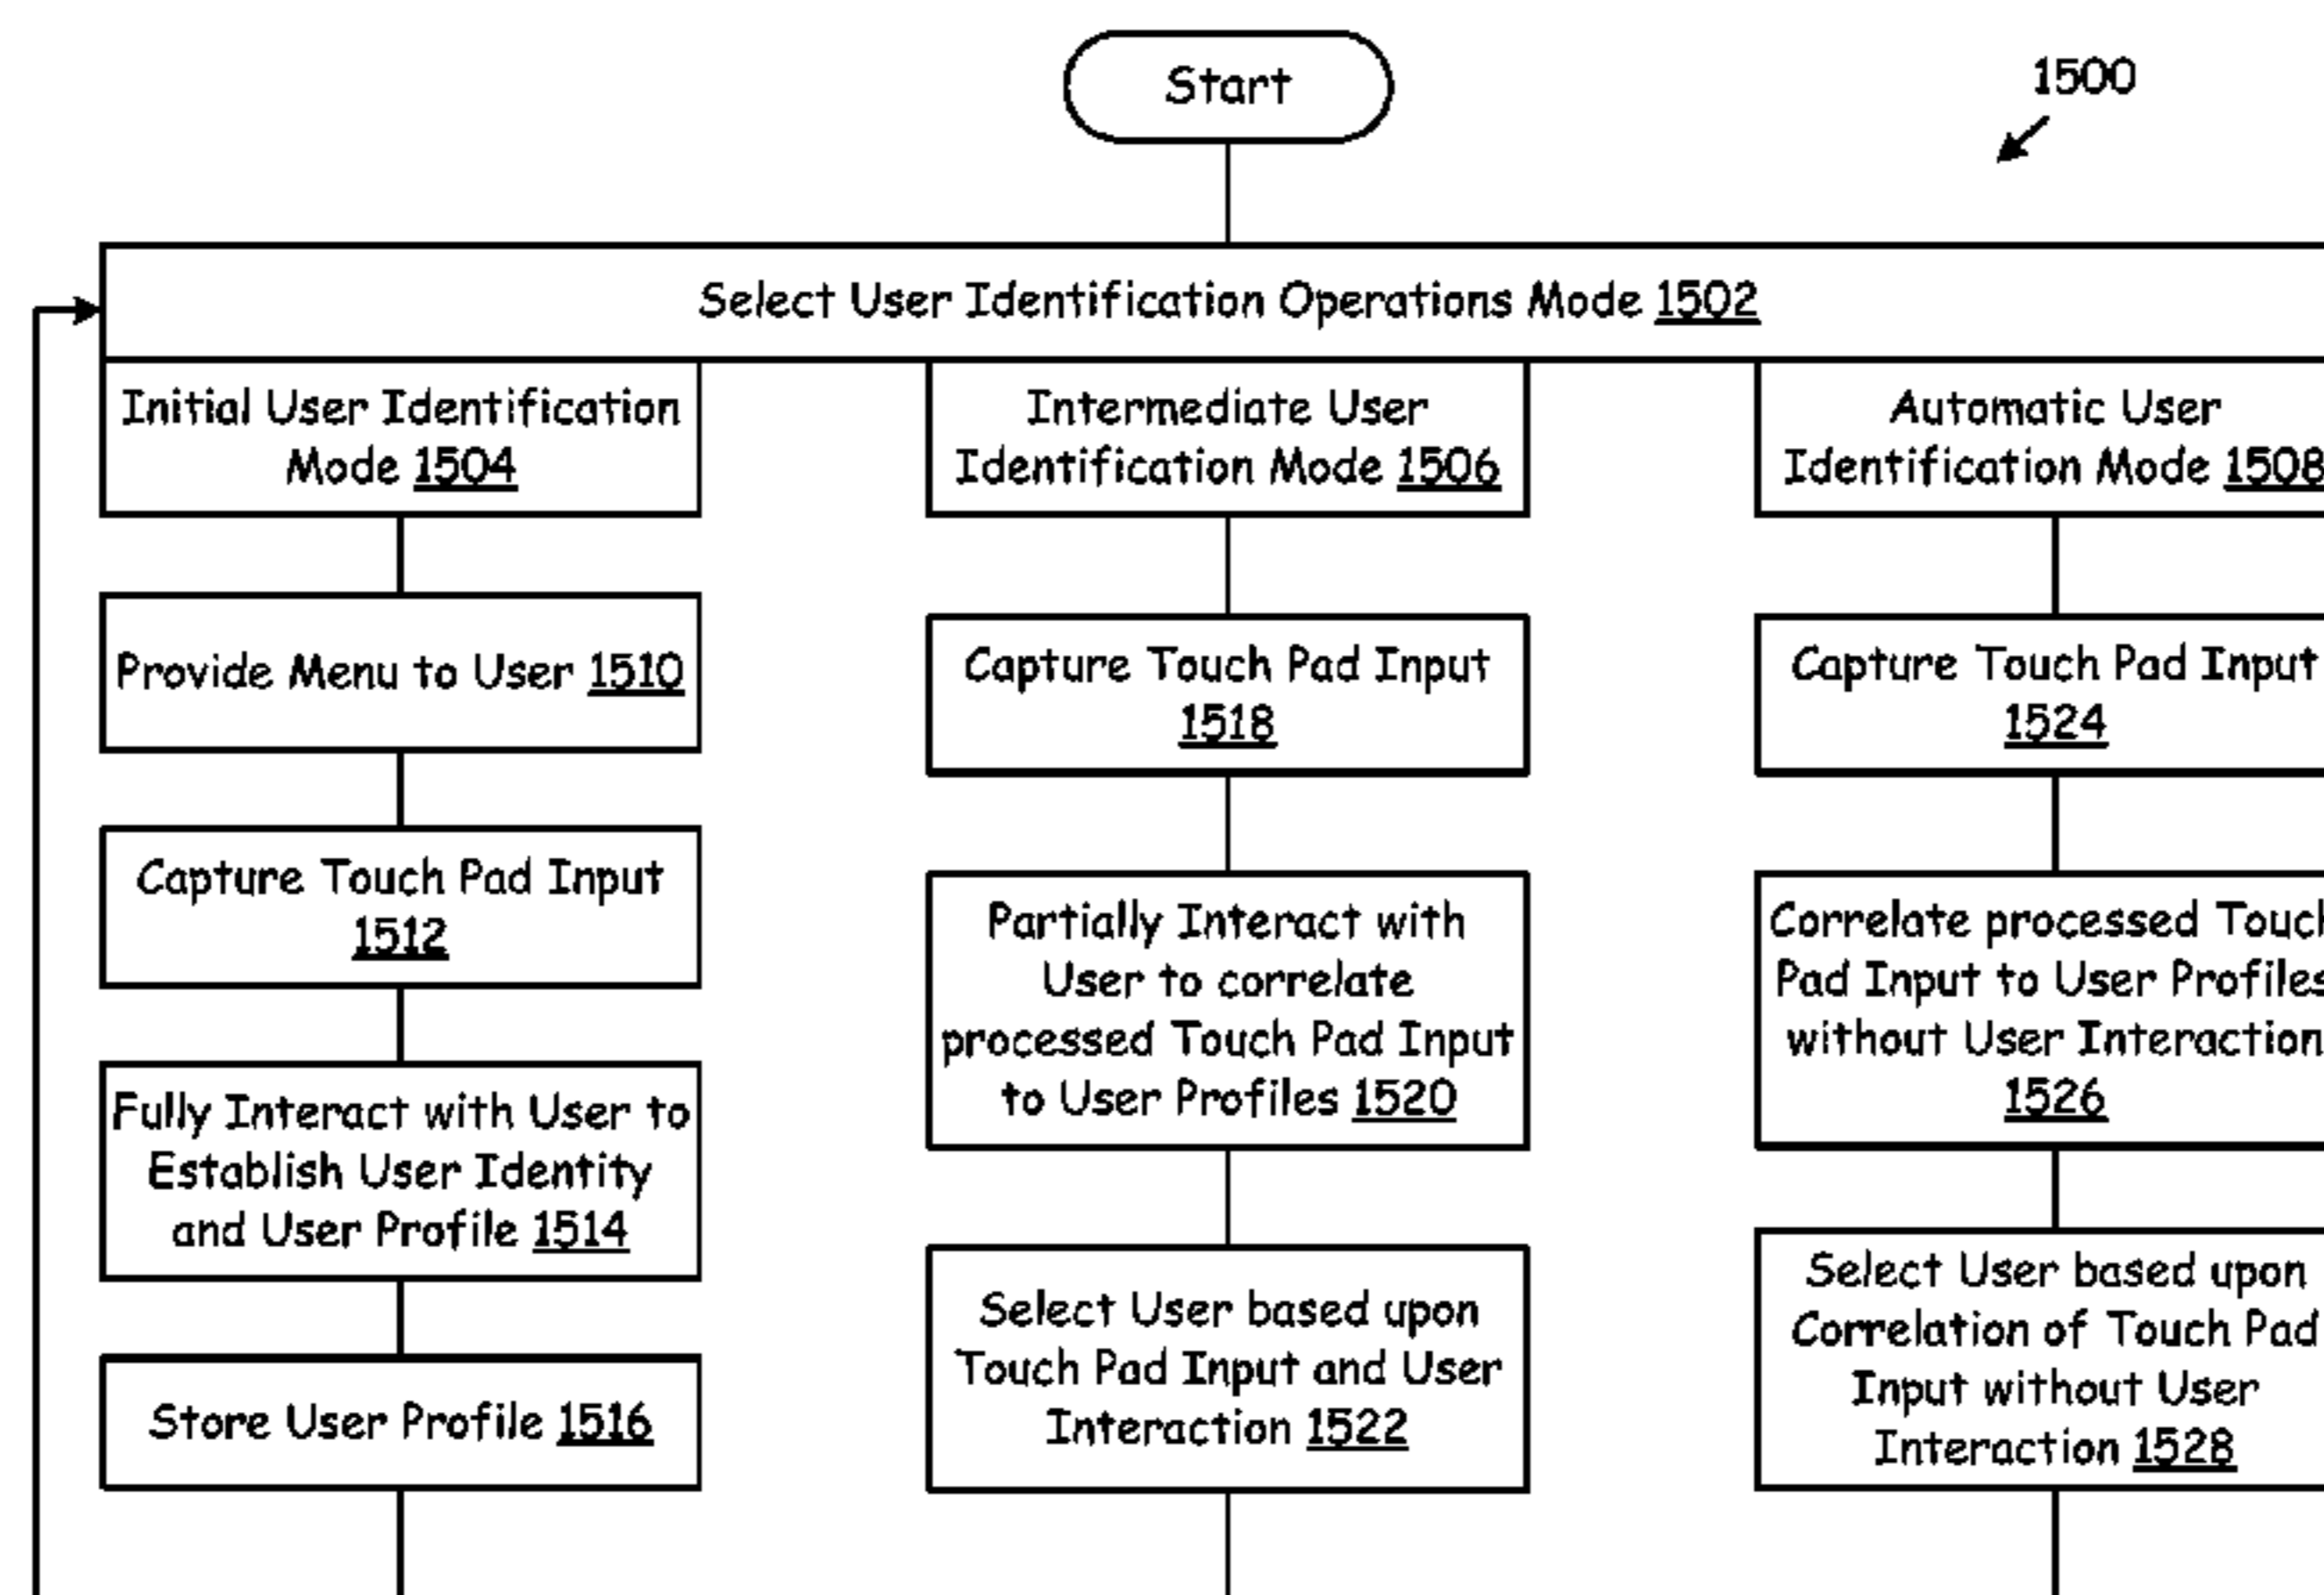 Start
1500
Select User Identification Operations Mode 1502
Initial User Identification
Mode 1504
Intermediate User
Identification Mode 1506
Automatic User
Identification Mode 1508
Provide Menu to User 1510
Capture Touch Pad Input
1512
Fully Interact with User to
Establish User Identity
and User Profile 1514
Store User Profile 1516
Capture Touch Pad Input
1518
Partially Interact with
User to correlate
processed Touch Pad Input
to User Profiles 1520
Select User based upon
Touch Pad Input and User
Interaction 1522
Capture Touch Pad Input
1524
Correlate processed Touch
Pad Input to User Profiles
without User Interaction
1526
Select User based upon
Correlation of Touch Pad
Input without User
Interaction 1528